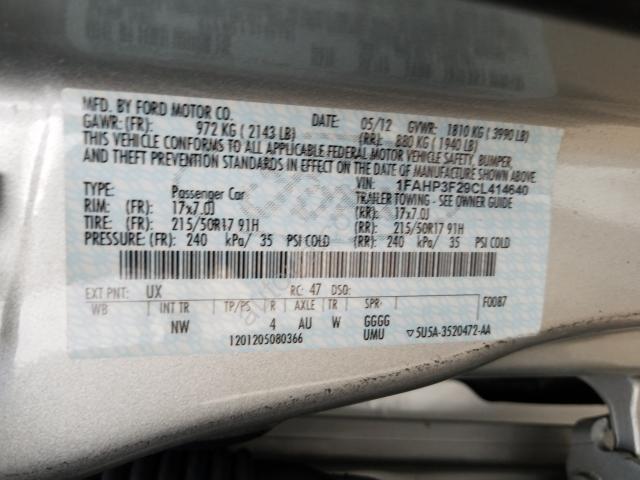 MFD. BY FORD MOTOR CO. DATE: 05/12 GVWR: 1810 KG ( 3990 LB)
GAWR: (FR): 972 KG ( 2143 LB) (RR): 880 KG ( 1940 LB)
THIS VEHICLE CONFORMS TO ALL APPLICABLE FEDERAL MOTOR VEHICLE SAFETY, BUMPER,
AND THEFT PREVENTION STANDARDS IN EFFECT ON THE DATE OF MANUFACTURE SHOWN ABOVE.
VIN: 1FAHP3F29CL414640
TYPE: Passenger Car TRAILER TOWING - SEE OWNER GUIDE
RIM: (FR) 17x7.0J (RR): 17x7.0J
TIRE: (FR) 215/50R17 91H (RR): 215/50R17 91H
PRESSURE: (FR) 240 kPa/ 35 PSI COLD (RR): 240 kPa/ 35 PSI COLD
EXT PNT: UX RC: 47 DSO: F0087
WB INT TR TP/PS R AXLE TR SPR
NW 4 AU W GGGG
1201205080366 UMU 5U5A-3520472-AA